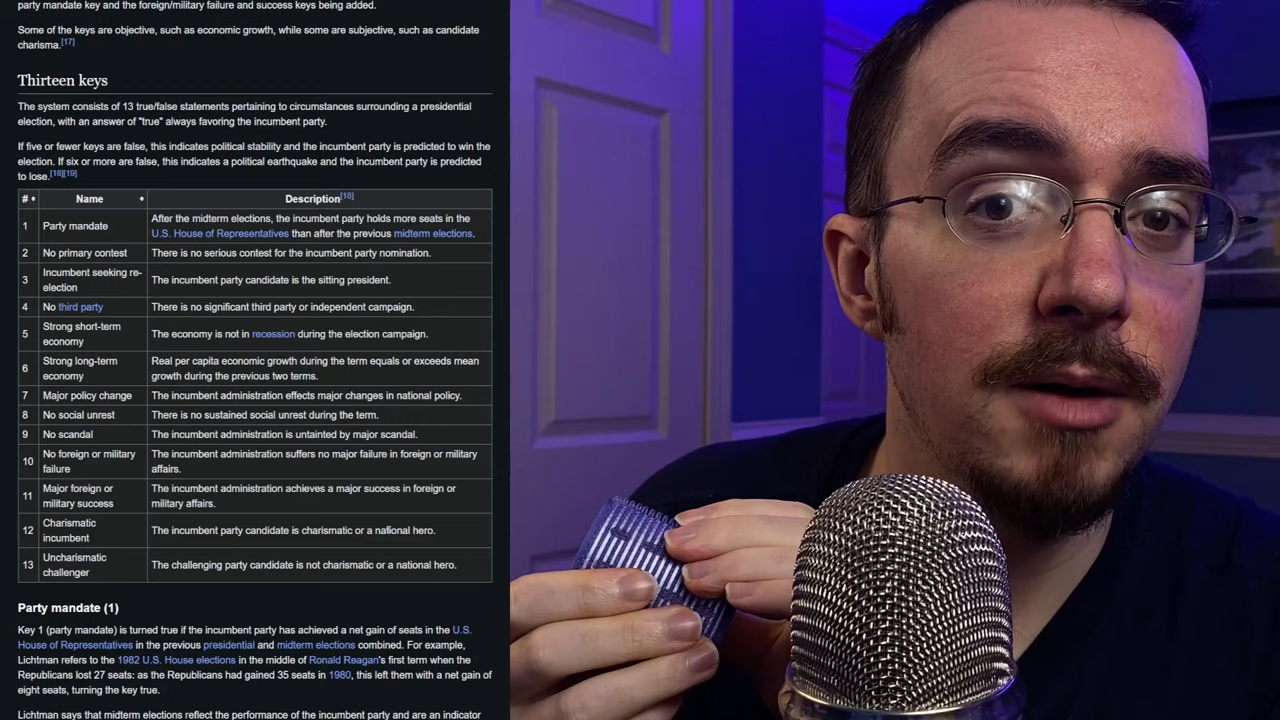 party mandate key and the foreign/military failure and success keys being added.
Some of the keys are objective, such as economic growth, while some are subjective, such as candidate
charisma.[17]
Thirteen keys
The system consists of 13 true/false statements pertaining to circumstances surrounding a presidential
election, with an answer of "true" always favoring the incumbent party.
If five or fewer keys are false, this indicates political stability and the incumbent party is predicted to win the
election. If six or more are false, this indicates a political earthquake and the incumbent party is predicted
to lose.[18][19]
# Name Description[18]
1 Party mandate After the midterm elections, the incumbent party holds more seats in the
U.S. House of Representatives than after the previous midterm elections.
2 No primary contest There is no serious contest for the incumbent party nomination.
3 Incumbent seeking re-
election The incumbent party candidate is the sitting president.
4 No third party There is no significant third party or independent campaign.
5 Strong short-term
economy The economy is not in recession during the election campaign.
6 Strong long-term
economy Real per capita economic growth during the term equals or exceeds mean
growth during the previous two terms.
7 Major policy change The incumbent administration effects major changes in national policy.
8 No social unrest There is no sustained social unrest during the term.
9 No scandal The incumbent administration is untainted by major scandal.
10 No foreign or military
failure The incumbent administration suffers no major failure in foreign or military
affairs.
11 Major foreign or
military success The incumbent administration achieves a major success in foreign or
military affairs.
12 Charismatic
incumbent The incumbent party candidate is charismatic or a national hero.
13 Uncharismatic
challenger The challenging party candidate is not charismatic or a national hero.
Party mandate (1)
Key 1 (party mandate) is turned true if the incumbent party has achieved a net gain of seats in the U.S.
House of Representatives in the previous presidential and midterm elections combined. For example,
Lichtman refers to the 1982 U.S. House elections in the middle of Ronald Reagan's first term when the
Republicans lost 27 seats: as the Republicans had gained 35 seats in 1980, this left them with a net gain of
eight seats, turning the key true.
Lichtman says that midterm elections reflect the performance of the incumbent party and are an indicator